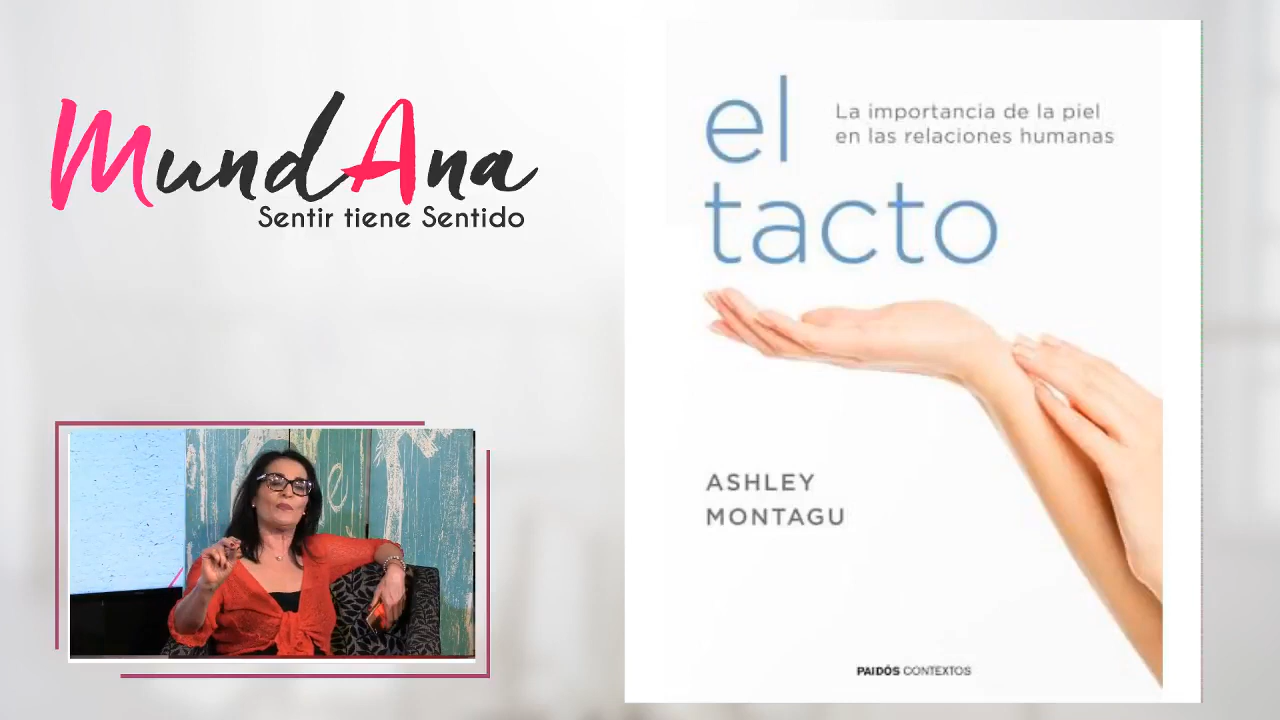 MundAna
Sentir tiene Sentido
el
tacto
La importancia de la piel
en las relaciones humanas
ASHLEY
MONTAGU
PAIDÓS CONTEXTOS